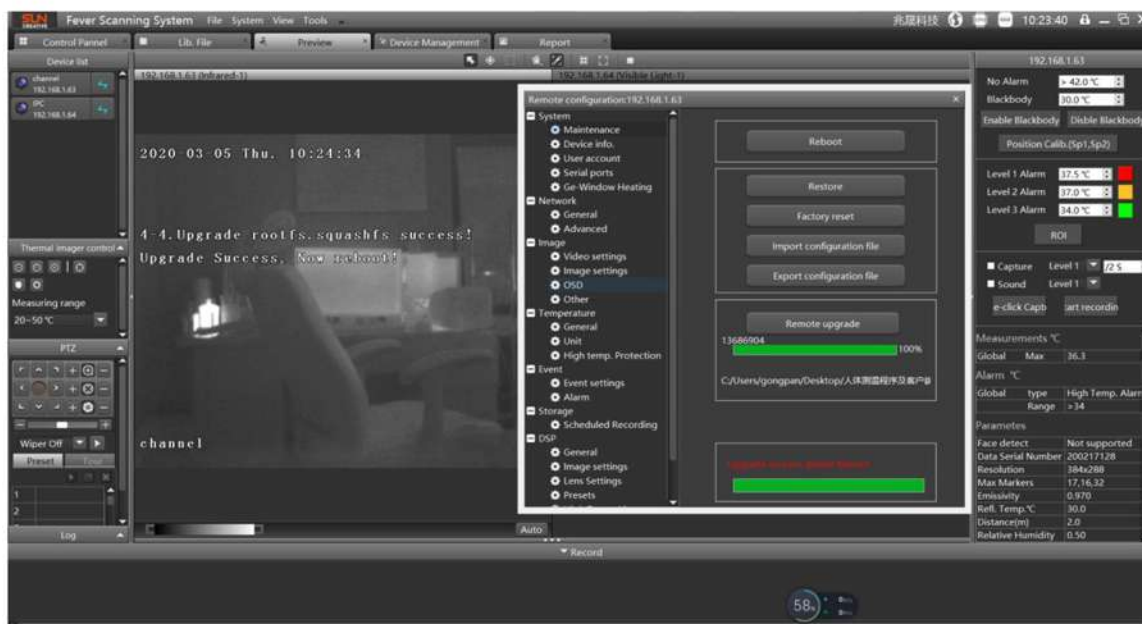 SUN CREATIVE Fever Scanning System File System View Tools 兆晟科技 10:23:40
Control Pannel Lib. File Preview Device Management Report
Device list
channel
192.168.1.63
IPC
192.168.1.64
Thermal imager control
Measuring range
20~50 ℃
PTZ
Wiper Off
Preset Tour
1
2
Log
192.168.1.63 (Infrared-1) 192.168.1.64 (Visible Light-1)
2020-03-05 Thu. 10:24:34
4-4.Upgrade rootfs.squashfs success!
Upgrade Success, Now reboot!
channel
Auto
Remote configuration:192.168.1.63
System
Maintenance
Device info.
User account
Serial ports
Ge-Window Heating
Network
General
Advanced
Image
Video settings
Image settings
OSD
Other
Temperature
General
Unit
High temp. Protection
Event
Event settings
Alarm
Storage
Scheduled Recording
DSP
General
Image settings
Lens Settings
Presets
Reboot
Restore
Factory reset
Import configuration file
Export configuration file
Remote upgrade
13686904
100%
C:/Users/gongpan/Desktop/人体测温程序及客户端
192.168.1.63
No Alarm > 42.0 ℃
Blackbody 30.0 ℃
Enable Blackbody Disble Blackbody
Position Calib.(Sp1,Sp2)
Level 1 Alarm 37.5 ℃
Level 2 Alarm 37.0 ℃
Level 3 Alarm 34.0 ℃
ROI
Capture Level 1 /2 S
Sound Level 1
e-click Captu :art recordin
Measurements ℃
Global Max 36.3
Alarm ℃
Global type High Temp. Alarm
Range >34
Parametes
Face detect Not supported
Data Serial Number 200217128
Resolution 384x288
Max Markers 17,16,32
Emissivity 0.970
Refl. Temp.℃ 30.0
Distance(m) 2.0
Relative Humidity 0.50
Record
58%